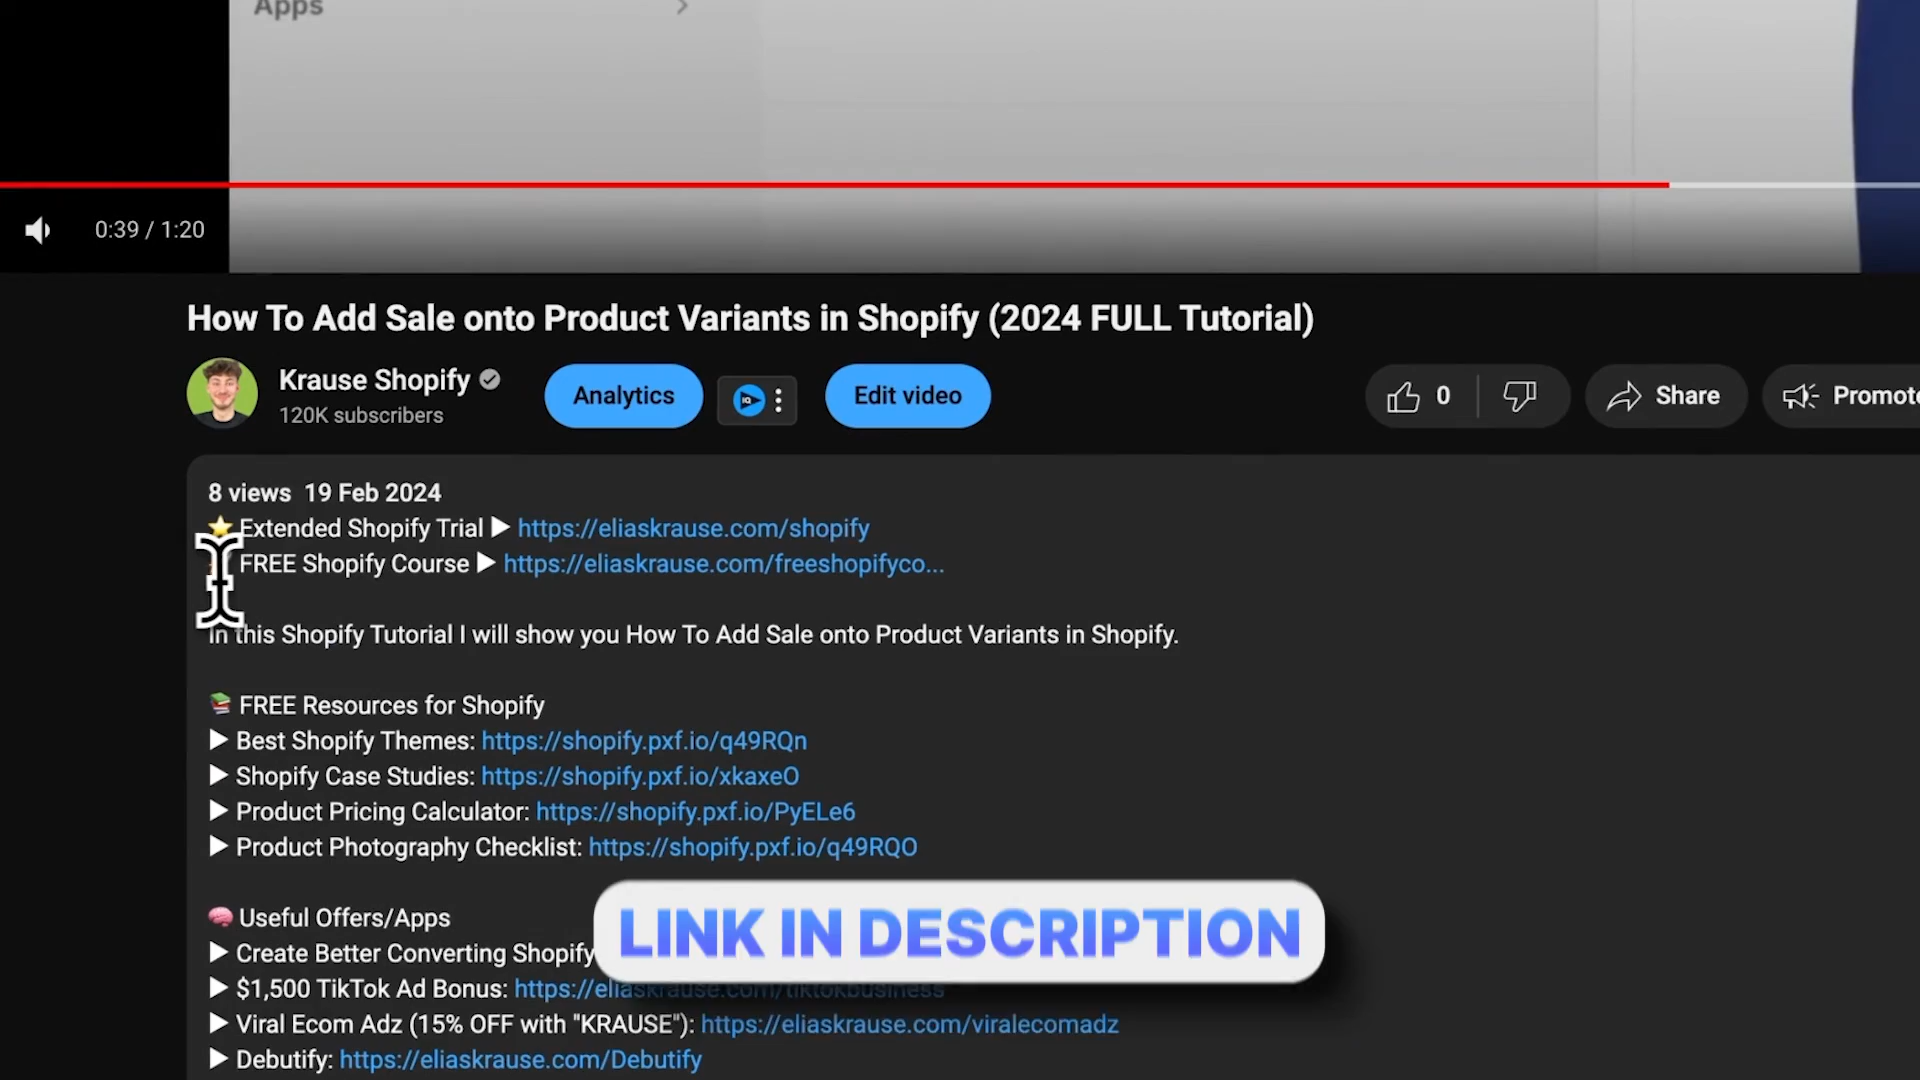 Apps
0:39 / 1:20
How To Add Sale onto Product Variants in Shopify (2024 FULL Tutorial)
Krause Shopify
120K subscribers
Analytics
IQ
Edit video
0
Share
Promote
8 views 19 Feb 2024
⭐ Extended Shopify Trial ▶ https://eliaskrause.com/shopify
FREE Shopify Course ▶ https://eliaskrause.com/freeshopifyco...
In this Shopify Tutorial I will show you How To Add Sale onto Product Variants in Shopify.
📚 FREE Resources for Shopify
▶ Best Shopify Themes: https://shopify.pxf.io/q49RQn
▶ Shopify Case Studies: https://shopify.pxf.io/xkaxeO
▶ Product Pricing Calculator: https://shopify.pxf.io/PyELe6
▶ Product Photography Checklist: https://shopify.pxf.io/q49RQO
🧠 Useful Offers/Apps
▶ Create Better Converting Shopify
LINK IN DESCRIPTION
▶ $1,500 TikTok Ad Bonus: https://eliaskrause.com/tiktokbusiness
▶ Viral Ecom Adz (15% OFF with "KRAUSE"): https://eliaskrause.com/viralecomadz
▶ Debutify: https://eliaskrause.com/Debutify